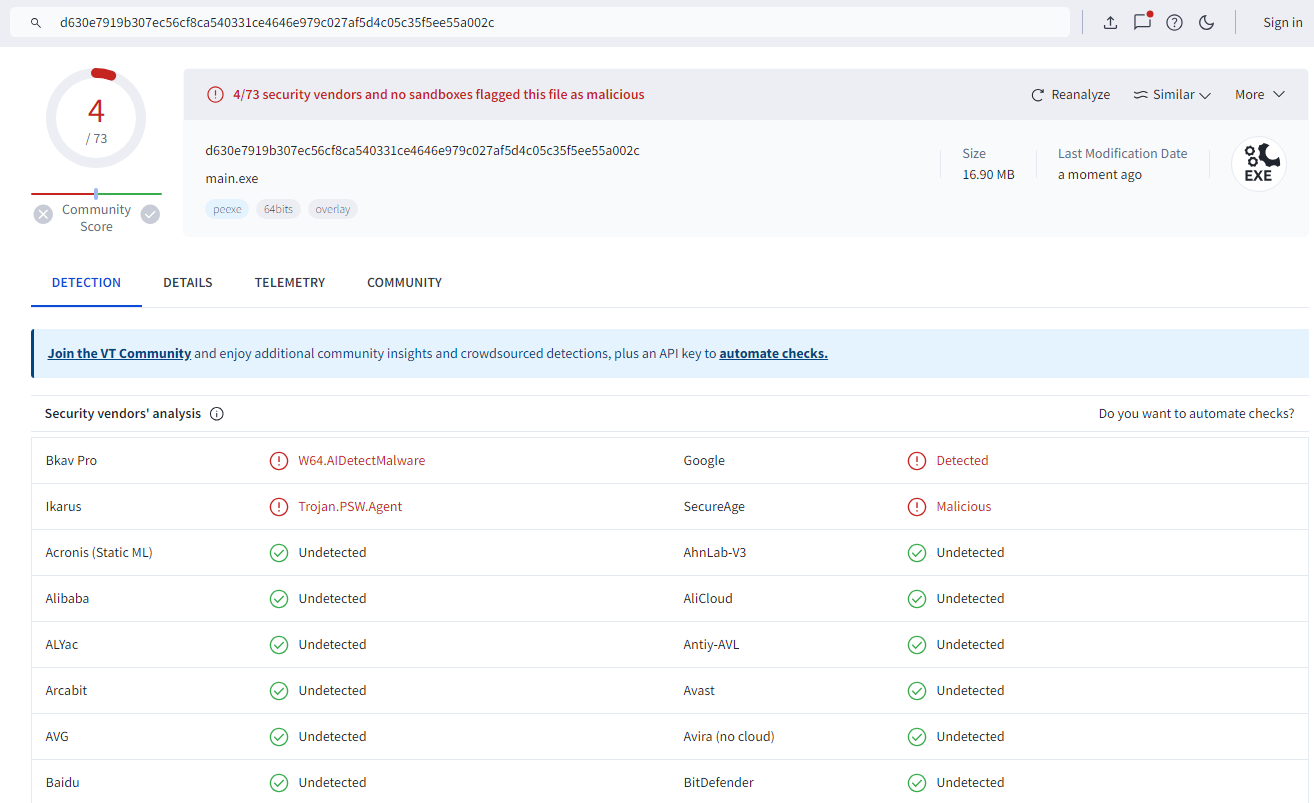 d630e7919b307ec56cf8ca540331ce4646e979c027af5d4c05c35f5ee55a002c
Sign in
4
/ 73
Community
Score
4/73 security vendors and no sandboxes flagged this file as malicious
Reanalyze
Similar
More
d630e7919b307ec56cf8ca540331ce4646e979c027af5d4c05c35f5ee55a002c
main.exe
peexe
64bits
overlay
Size
16.90 MB
Last Modification Date
a moment ago
EXE
DETECTION
DETAILS
TELEMETRY
COMMUNITY
Join the VT Community and enjoy additional community insights and crowdsourced detections, plus an API key to automate checks.
Security vendors' analysis
Do you want to automate checks?
Bkav Pro
W64.AIDetectMalware
Google
Detected
Ikarus
Trojan.PSW.Agent
SecureAge
Malicious
Acronis (Static ML)
Undetected
AhnLab-V3
Undetected
Alibaba
Undetected
AliCloud
Undetected
ALYac
Undetected
Antiy-AVL
Undetected
Arcabit
Undetected
Avast
Undetected
AVG
Undetected
Avira (no cloud)
Undetected
Baidu
Undetected
BitDefender
Undetected